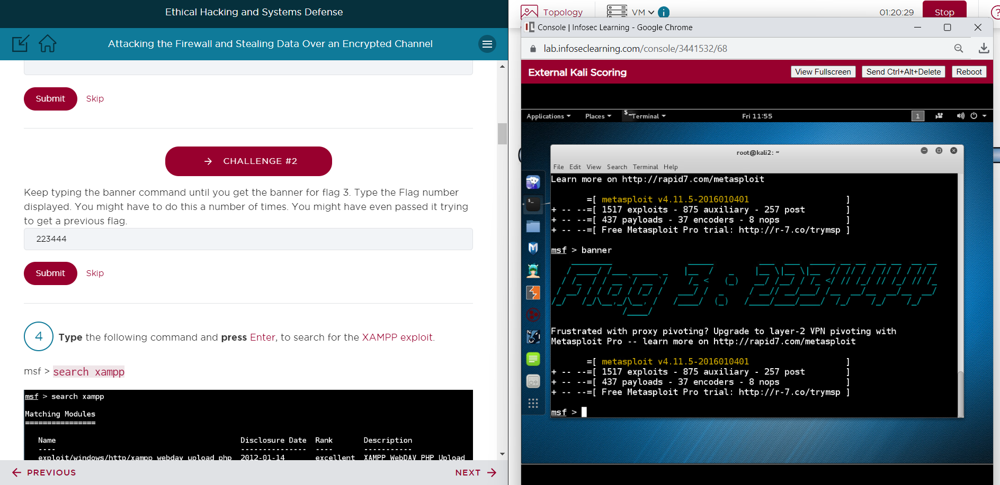 Ethical Hacking and Systems Defense
Attacking the Firewall and Stealing Data Over an Encrypted Channel
Submit Skip
CHALLENGE #2
Keep typing the banner command until you get the banner for flag 3. Type the Flag number
displayed. You might have to do this a number of times. You might have even passed it trying
to get a previous flag.
223444
Submit Skip
4 Type the following command and press Enter, to search for the XAMPP exploit.
msf > search xampp
msf > search xampp
Matching Modules
================
Name Disclosure Date Rank Description
---- --------------- ---- -----------
exploit/windows/http/xampp_webdav_upload_php 2012-01-14 excellent XAMPP WebDAV PHP Upload
PREVIOUS NEXT
Topology VM i 01:20:29 Stop ?
Console | Infosec Learning - Google Chrome
lab.infoseclearning.com/console/3441532/68
External Kali Scoring View Fullscreen Send Ctrl+Alt+Delete Reboot
Applications Places Terminal Fri 11:55 1
root@kali2: ~
File Edit View Search Terminal Help
Learn more on http://rapid7.com/metasploit
=[ metasploit v4.11.5-2016010401 ]
+ -- --=[ 1517 exploits - 875 auxiliary - 257 post ]
+ -- --=[ 437 payloads - 37 encoders - 8 nops ]
+ -- --=[ Free Metasploit Pro trial: http://r-7.co/trymsp ]
msf > banner
Flag 3: 223444
Frustrated with proxy pivoting? Upgrade to layer-2 VPN pivoting with
Metasploit Pro -- learn more on http://rapid7.com/metasploit
=[ metasploit v4.11.5-2016010401 ]
+ -- --=[ 1517 exploits - 875 auxiliary - 257 post ]
+ -- --=[ 437 payloads - 37 encoders - 8 nops ]
+ -- --=[ Free Metasploit Pro trial: http://r-7.co/trymsp ]
msf >